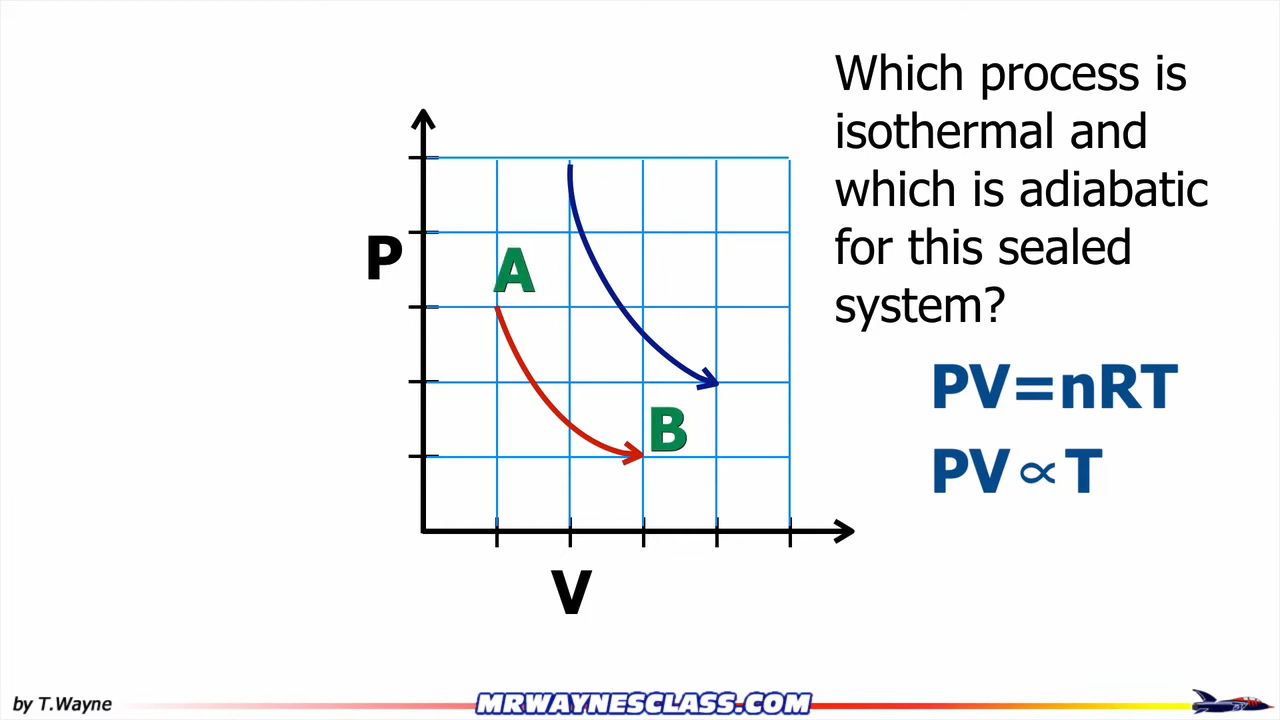 Which process is
isothermal and
which is adiabatic
for this sealed
system?
P
A
B
V
PV=nRT
PV∝T
by T.Wayne
MRWAYNESCLASS.COM